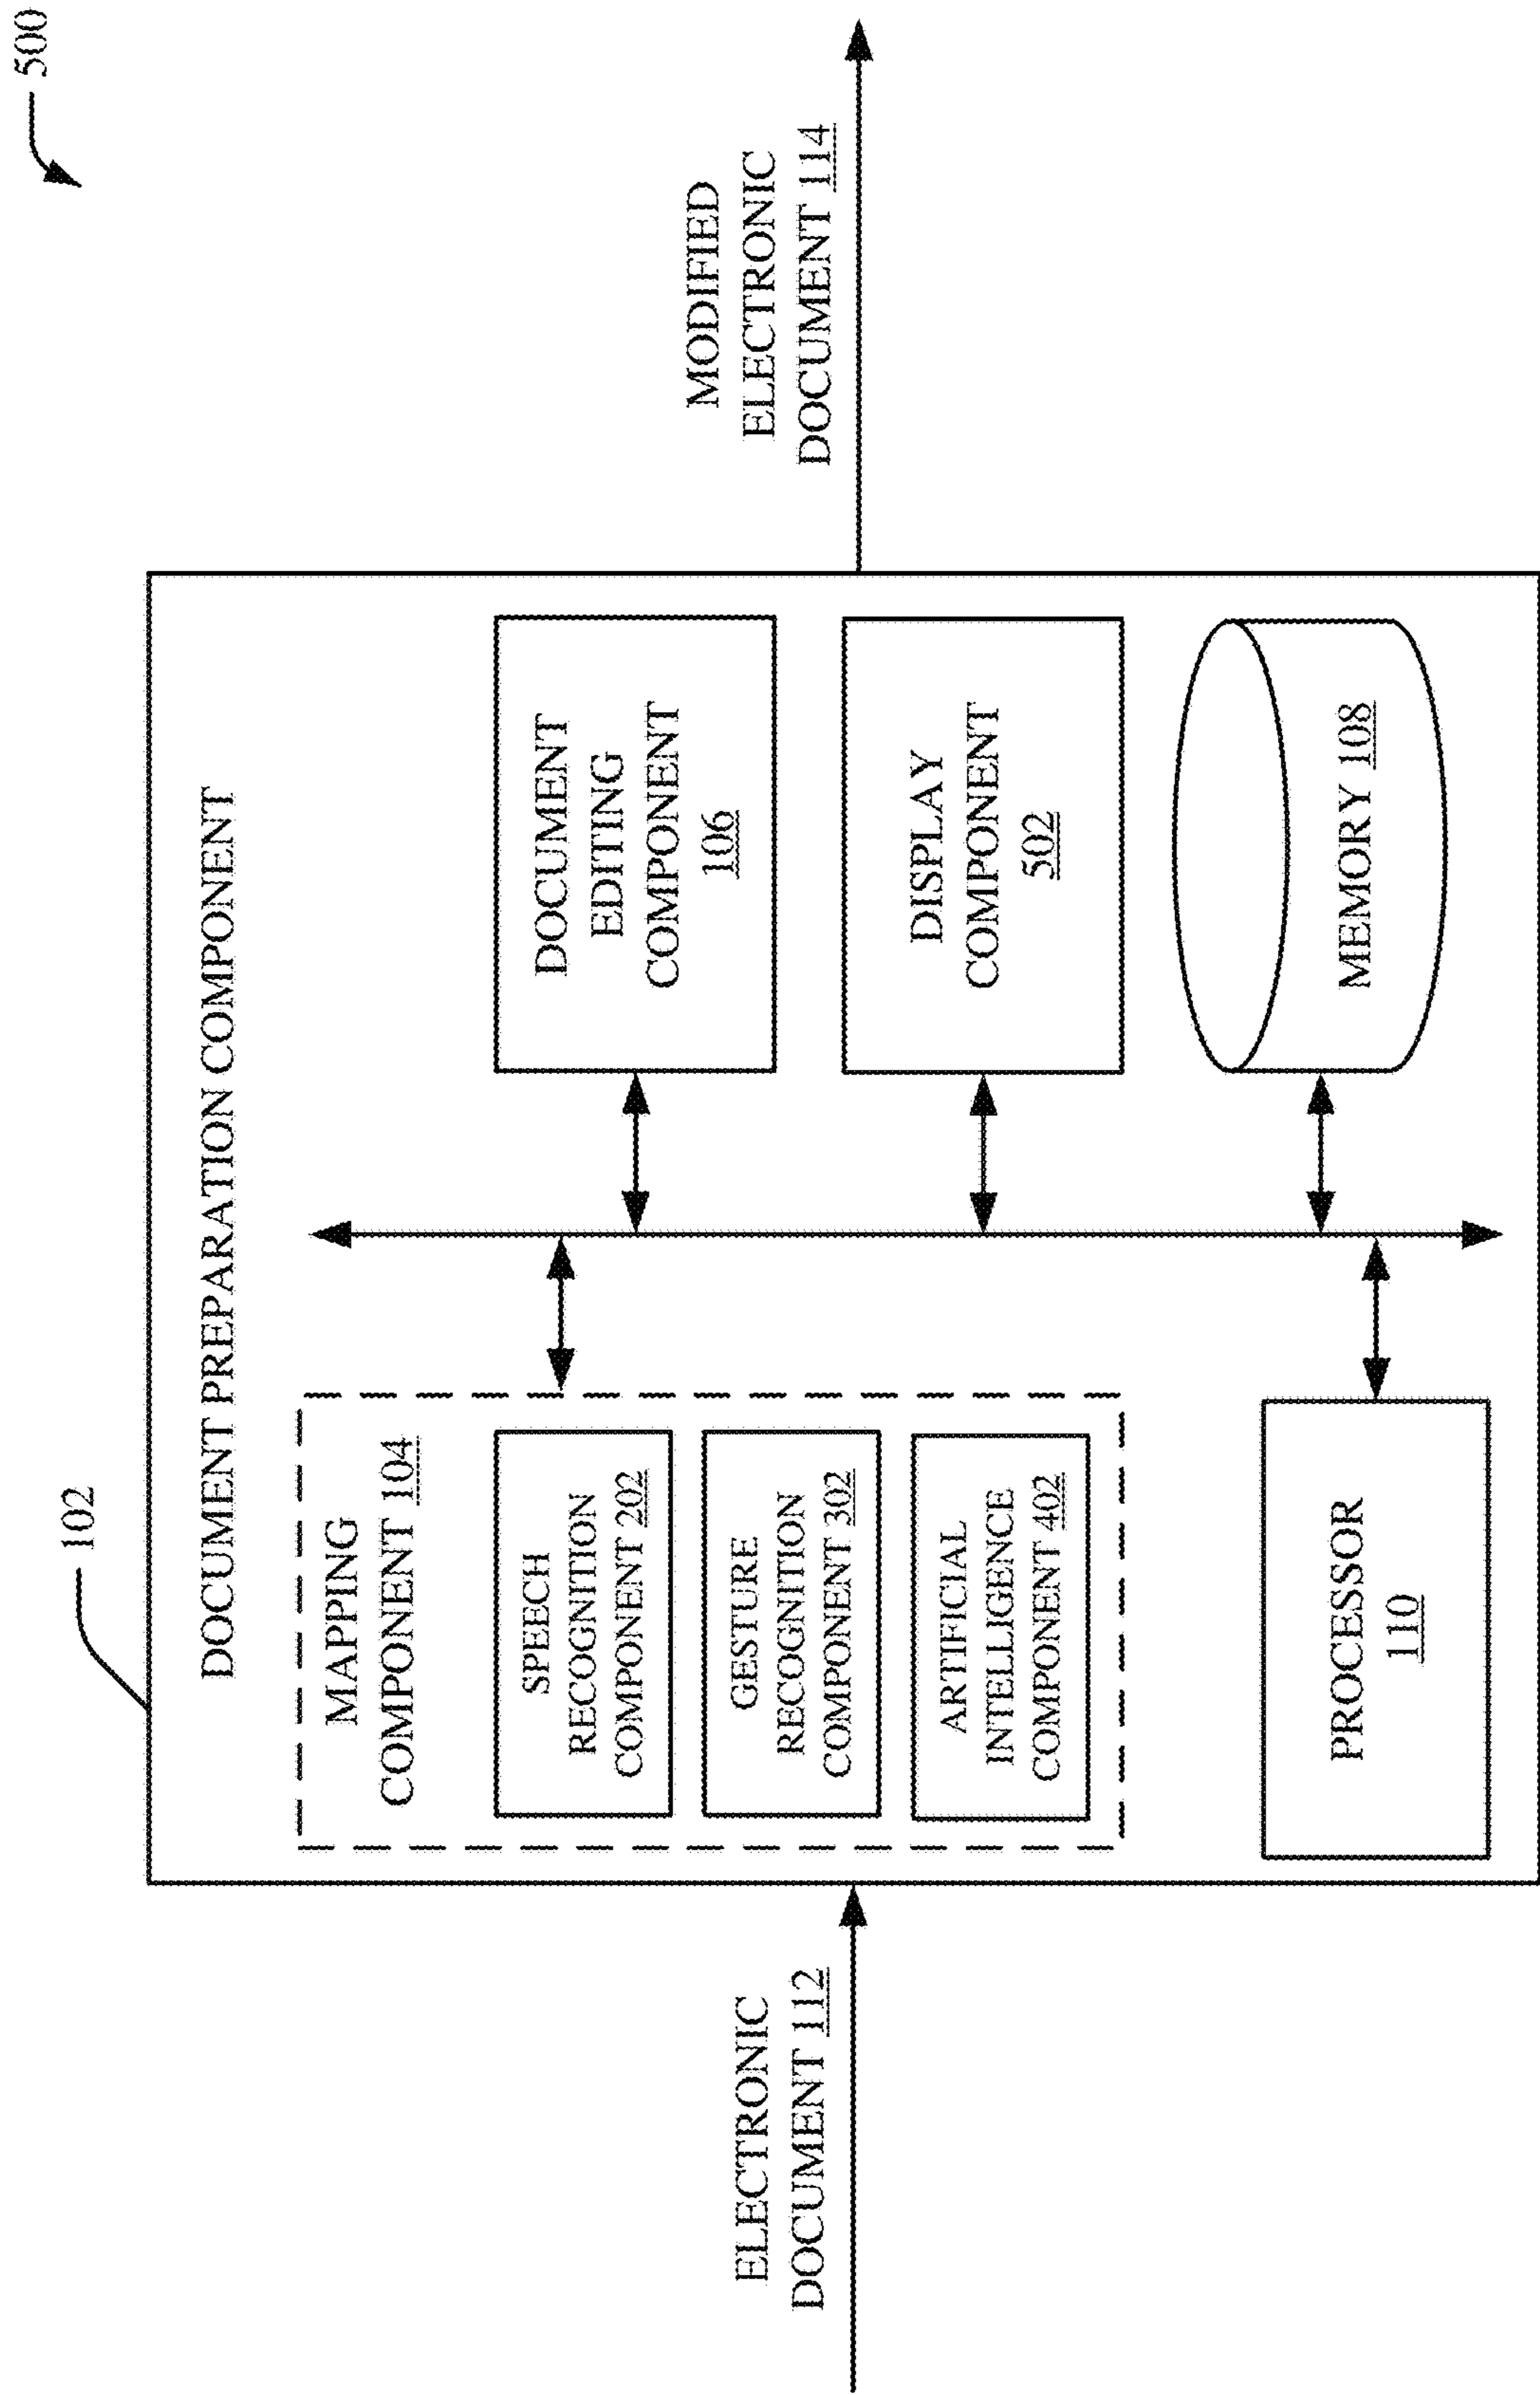 500
102
DOCUMENT PREPARATION COMPONENT
MAPPING
COMPONENT 104
SPEECH
RECOGNITION
COMPONENT 202
GESTURE
RECOGNITION
COMPONENT 302
ARTIFICIAL
INTELLIGENCE
COMPONENT 402
PROCESSOR
110
DOCUMENT
EDITING
COMPONENT
106
DISPLAY
COMPONENT
502
MEMORY 108
ELECTRONIC
DOCUMENT 112
MODIFIED
ELECTRONIC
DOCUMENT 114